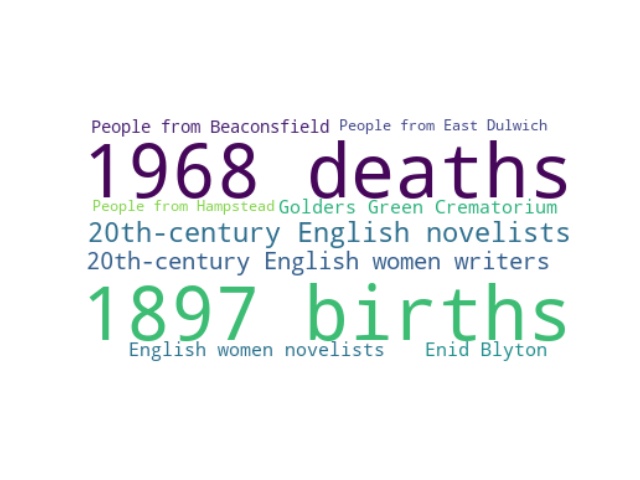 People from Beaconsfield People from East Dulwich
1968 deaths
People from Hampstead Golders Green Crematorium
20th-century English novelists
20th-century English women writers
1897 births
English women novelists Enid Blyton